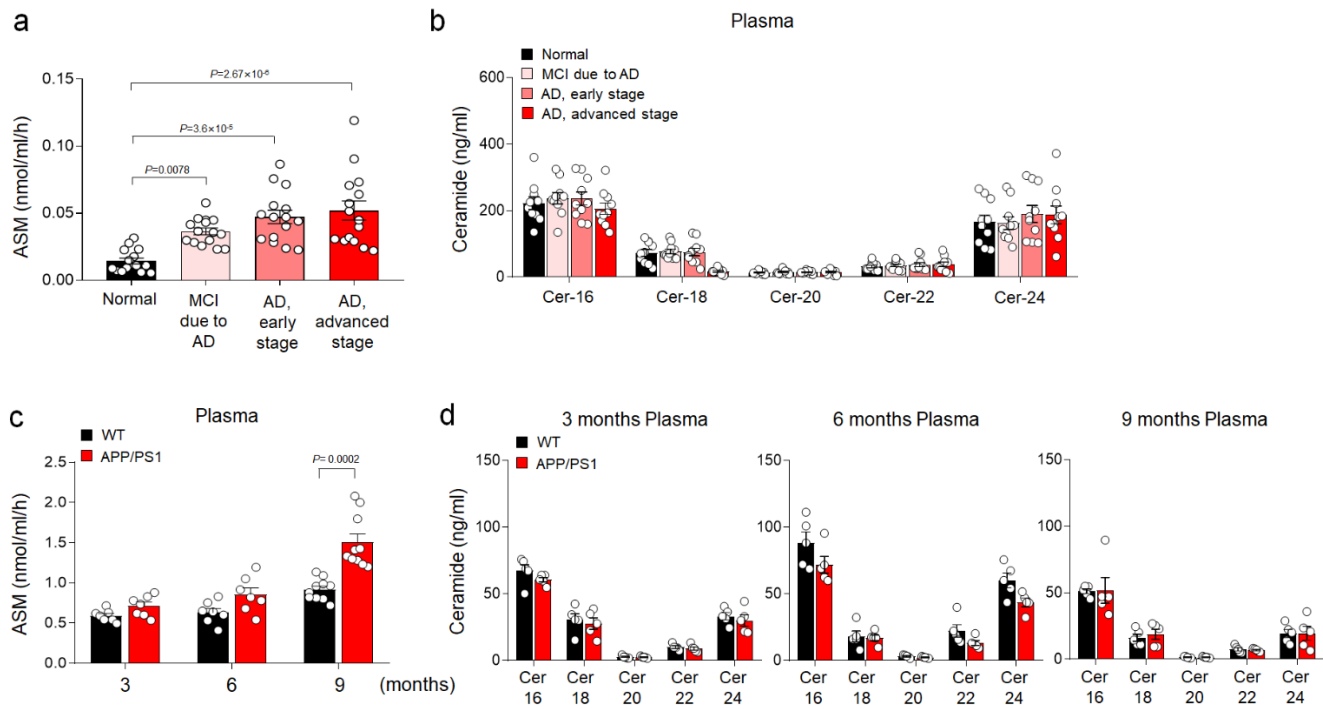 a
P=2.67×10⁻⁶
P=3.6×10⁻⁵
P=0.0078
ASM (nmol/ml/h)
0.15
0.10
0.05
0.00
Normal
MCI due to AD
AD, early stage
AD, advanced stage
b
Plasma
Normal
MCI due to AD
AD, early stage
AD, advanced stage
Ceramide (ng/ml)
600
400
200
0
Cer-16
Cer-18
Cer-20
Cer-22
Cer-24
c
Plasma
WT
APP/PS1
P= 0.0002
ASM (nmol/ml/h)
2.5
2.0
1.5
1.0
0.5
0.0
3
6
9
(months)
d
3 months Plasma
WT
APP/PS1
Ceramide (ng/ml)
150
100
50
0
Cer 16
Cer 18
Cer 20
Cer 22
Cer 24
6 months Plasma
150
100
50
0
Cer 16
Cer 18
Cer 20
Cer 22
Cer 24
9 months Plasma
150
100
50
0
Cer 16
Cer 18
Cer 20
Cer 22
Cer 24